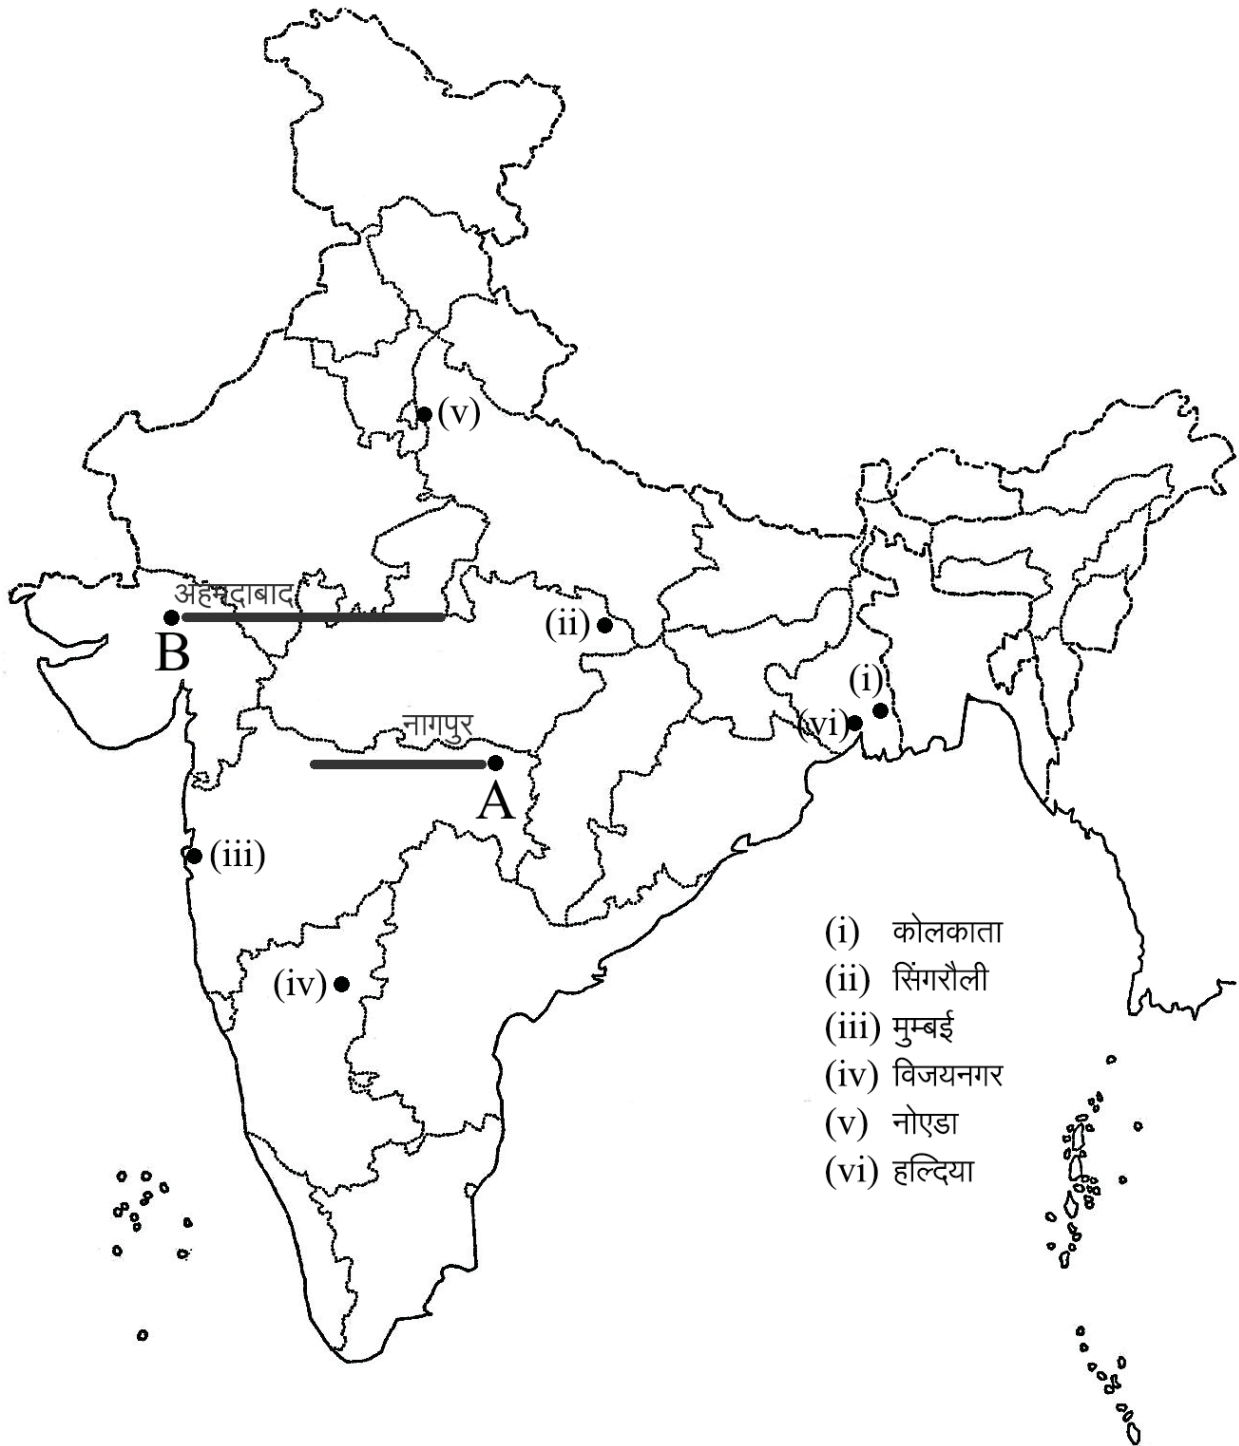 (v)
अहमदाबाद
B
(ii)
(i)
(vi)
नागपुर
A
(iii)
(iv)
(i) कोलकाता
(ii) सिंगरौली
(iii) मुम्बई
(iv) विजयनगर
(v) नोएडा
(vi) हल्दिया